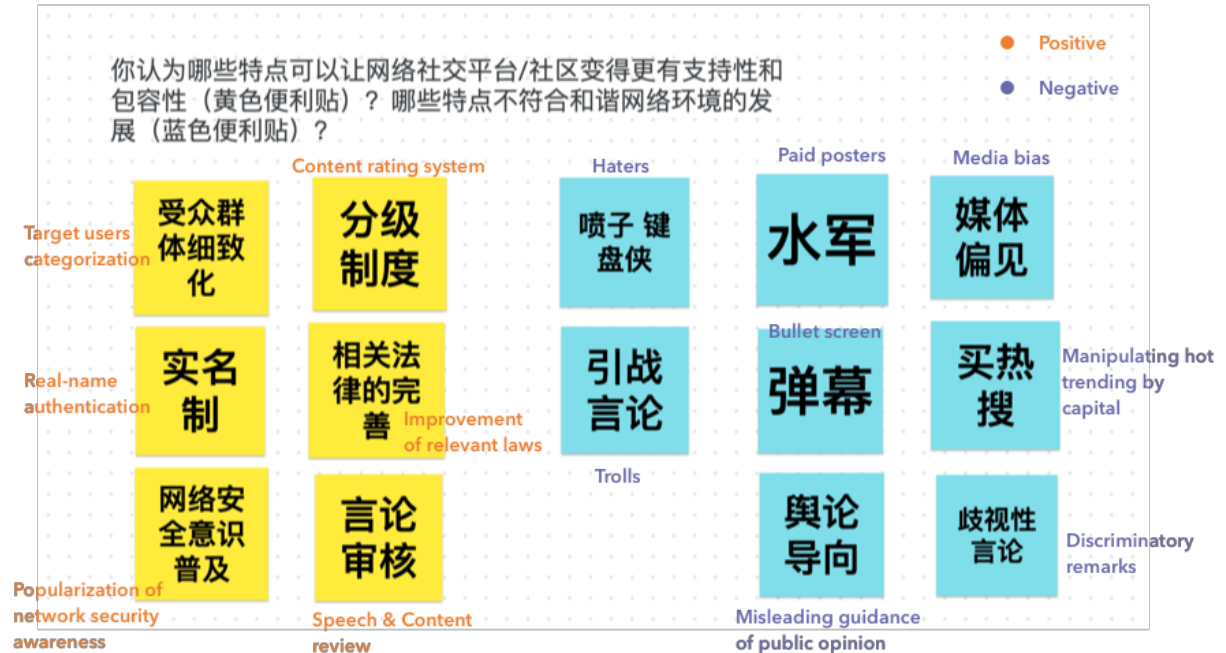 Positive
Negative
你认为哪些特点可以让网络社交平台/社区变得更有支持性和
包容性（黄色便利贴）？哪些特点不符合和谐网络环境的发
展（蓝色便利贴）？
Content rating system
Haters
Paid posters
Media bias
Target users
categorization
受众群
体细致
化
分级
制度
喷子 键
盘侠
水军
媒体
偏见
Real-name
authentication
实名
制
相关法
律的完
善
Improvement
of relevant laws
引战
言论
Trolls
Bullet screen
弹幕
买热
搜
Manipulating hot
trending by
capital
网络安
全意识
普及
Popularization of
network security
awareness
言论
审核
Speech & Content
review
舆论
导向
Misleading guidance
of public opinion
歧视性
言论
Discriminatory
remarks